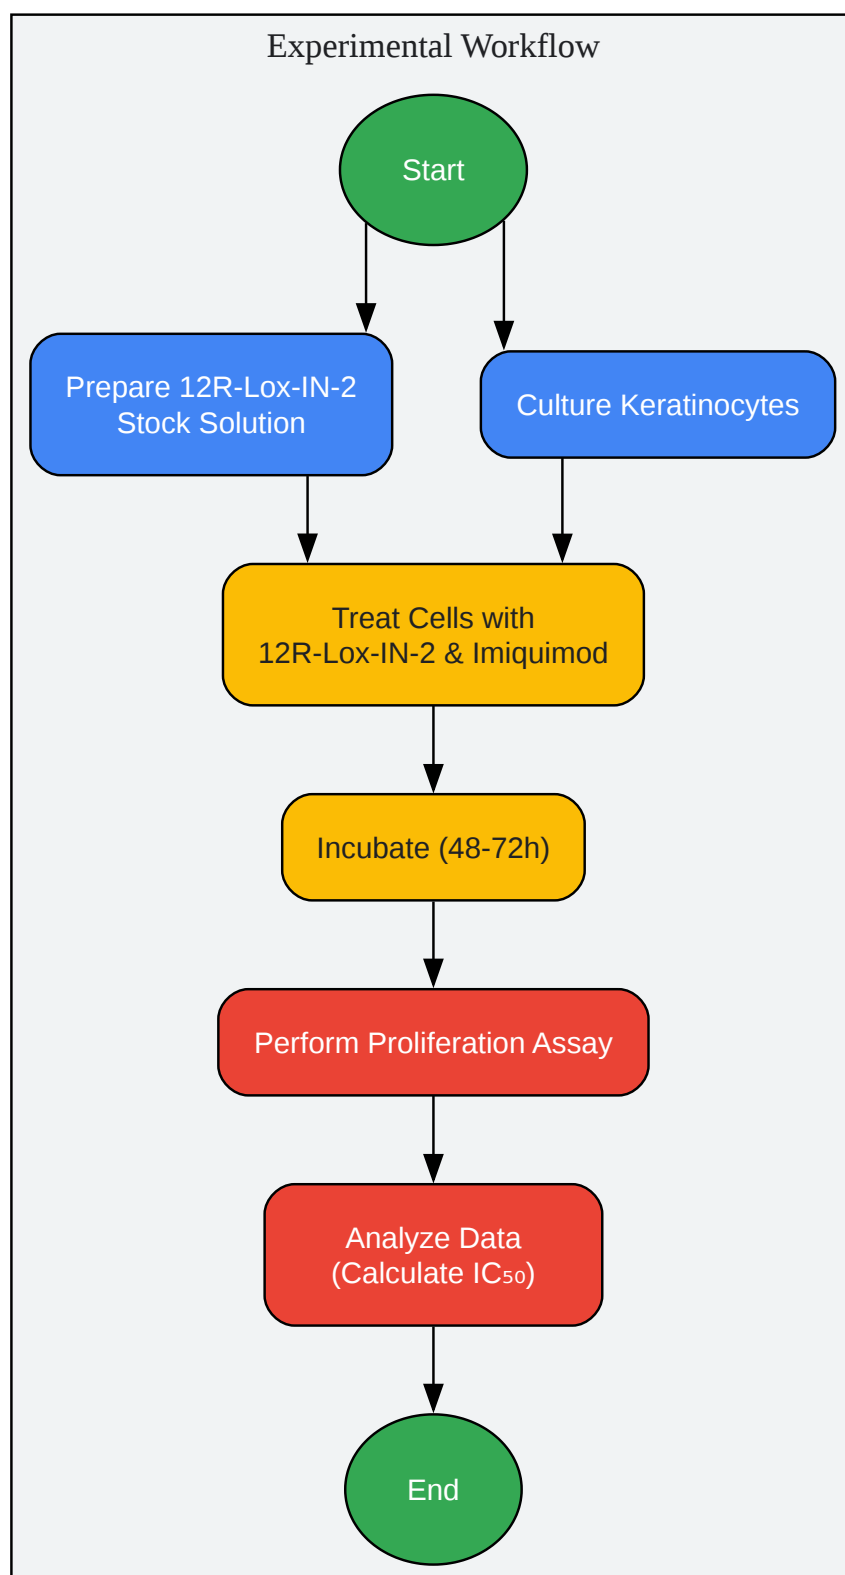 Experimental Workflow
Start
Prepare 12R-Lox-IN-2
Stock Solution
Culture Keratinocytes
Treat Cells with
12R-Lox-IN-2 & Imiquimod
Incubate (48-72h)
Perform Proliferation Assay
Analyze Data
(Calculate IC₅₀)
End